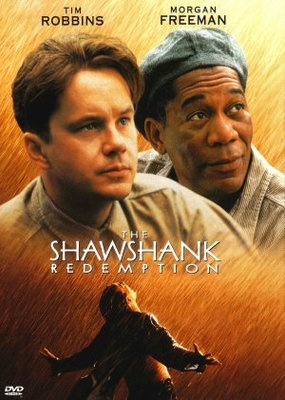 TIM MORGAN
ROBBINS FREEMAN
THE
SHAWSHANK
REDEMPTION
DVD